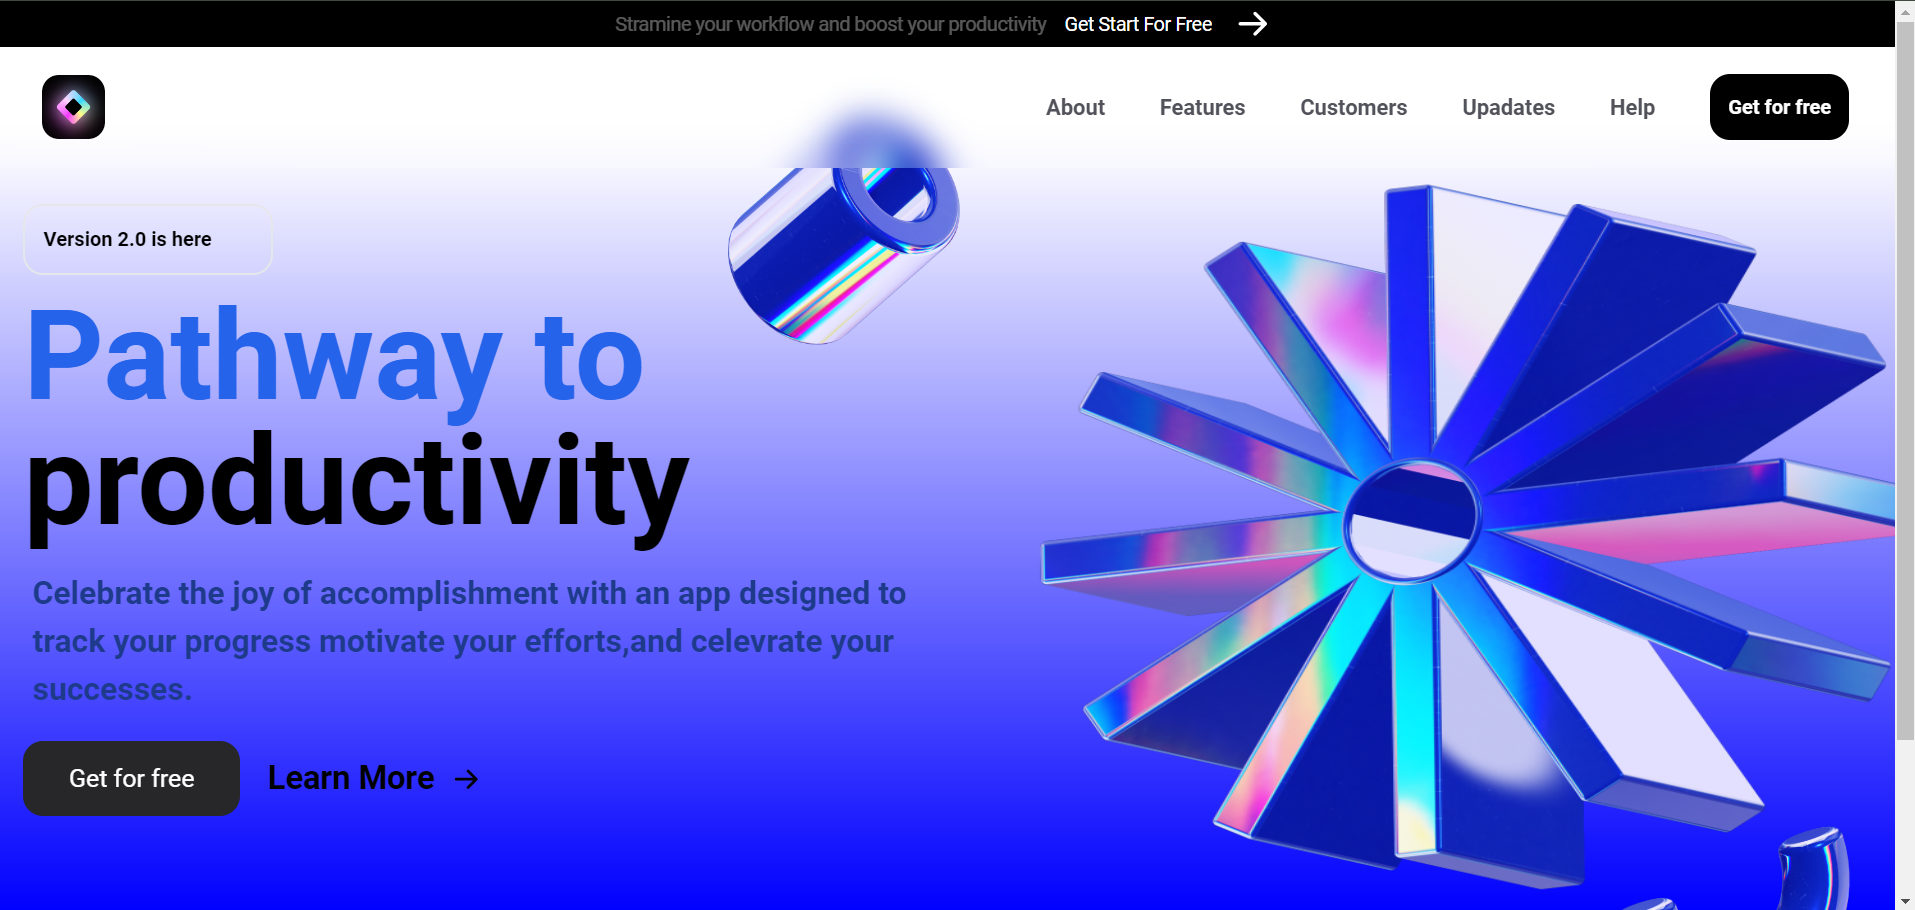 Stramine your workflow and boost your productivity Get Start For Free
About Features Customers Upadates Help Get for free
Version 2.0 is here
Pathway to
productivity
Celebrate the joy of accomplishment with an app designed to
track your progress motivate your efforts,and celevrate your
successes.
Get for free Learn More